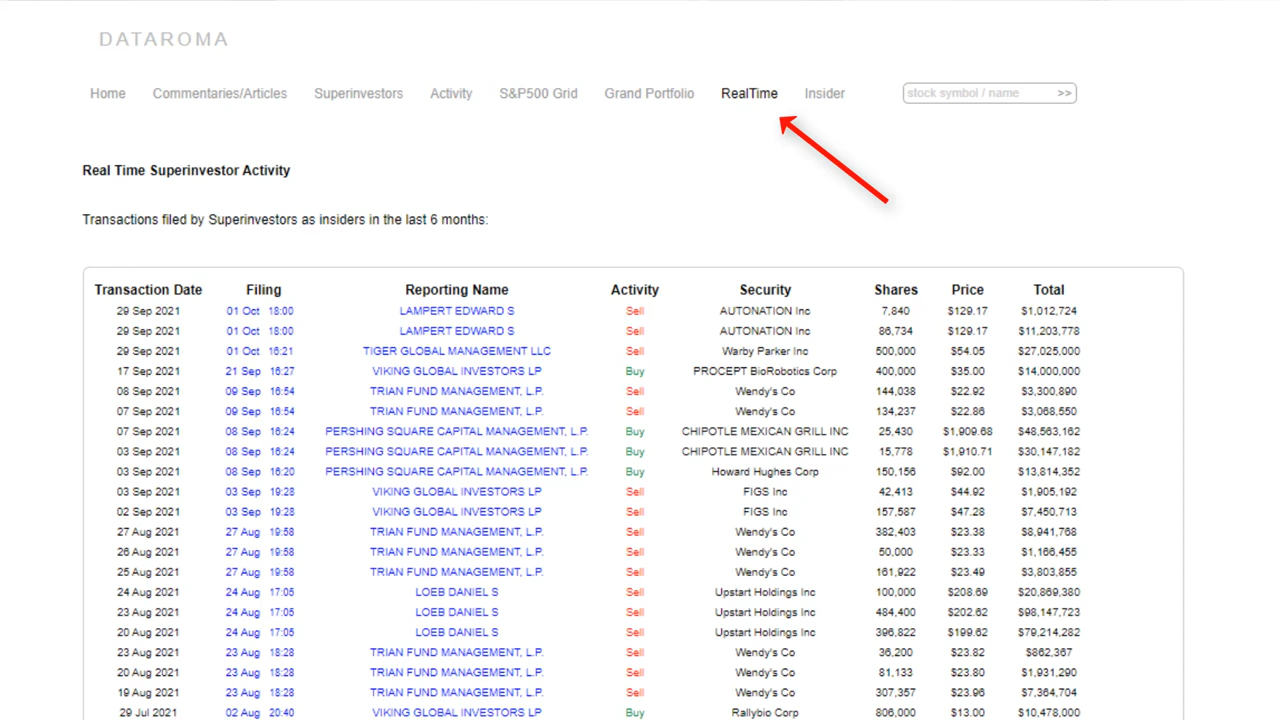 DATAROMA
Home Commentaries/Articles Superinvestors Activity S&P500 Grid Grand Portfolio RealTime Insider stock symbol / name >>
Real Time Superinvestor Activity
Transactions filed by Superinvestors as insiders in the last 6 months:
Transaction Date Filing Reporting Name Activity Security Shares Price Total
29 Sep 2021 01 Oct 18:00 LAMPERT EDWARD S Sell AUTONATION Inc 7,840 $129.17 $1,012,724
29 Sep 2021 01 Oct 18:00 LAMPERT EDWARD S Sell AUTONATION Inc 86,734 $129.17 $11,203,778
29 Sep 2021 01 Oct 16:21 TIGER GLOBAL MANAGEMENT LLC Sell Warby Parker Inc 500,000 $54.05 $27,025,000
17 Sep 2021 21 Sep 16:27 VIKING GLOBAL INVESTORS LP Buy PROCEPT BioRobotics Corp 400,000 $35.00 $14,000,000
08 Sep 2021 09 Sep 16:54 TRIAN FUND MANAGEMENT, L.P. Sell Wendy's Co 144,038 $22.92 $3,300,890
07 Sep 2021 09 Sep 16:54 TRIAN FUND MANAGEMENT, L.P. Sell Wendy's Co 134,237 $22.86 $3,068,550
07 Sep 2021 08 Sep 16:24 PERSHING SQUARE CAPITAL MANAGEMENT, L.P. Buy CHIPOTLE MEXICAN GRILL INC 25,430 $1,909.68 $48,563,162
03 Sep 2021 08 Sep 16:24 PERSHING SQUARE CAPITAL MANAGEMENT, L.P. Buy CHIPOTLE MEXICAN GRILL INC 15,778 $1,910.71 $30,147,182
03 Sep 2021 08 Sep 16:20 PERSHING SQUARE CAPITAL MANAGEMENT, L.P. Buy Howard Hughes Corp 150,156 $92.00 $13,814,352
03 Sep 2021 03 Sep 19:28 VIKING GLOBAL INVESTORS LP Sell FIGS Inc 42,413 $44.92 $1,905,192
02 Sep 2021 03 Sep 19:28 VIKING GLOBAL INVESTORS LP Sell FIGS Inc 157,587 $47.28 $7,450,713
27 Aug 2021 27 Aug 19:58 TRIAN FUND MANAGEMENT, L.P. Sell Wendy's Co 382,403 $23.38 $8,941,768
26 Aug 2021 27 Aug 19:58 TRIAN FUND MANAGEMENT, L.P. Sell Wendy's Co 50,000 $23.33 $1,166,455
25 Aug 2021 27 Aug 19:58 TRIAN FUND MANAGEMENT, L.P. Sell Wendy's Co 161,922 $23.49 $3,803,855
24 Aug 2021 24 Aug 17:05 LOEB DANIEL S Sell Upstart Holdings Inc 100,000 $208.69 $20,869,380
23 Aug 2021 24 Aug 17:05 LOEB DANIEL S Sell Upstart Holdings Inc 484,400 $202.62 $98,147,723
20 Aug 2021 24 Aug 17:05 LOEB DANIEL S Sell Upstart Holdings Inc 396,822 $199.62 $79,214,282
23 Aug 2021 23 Aug 18:28 TRIAN FUND MANAGEMENT, L.P. Sell Wendy's Co 36,200 $23.82 $862,367
20 Aug 2021 23 Aug 18:28 TRIAN FUND MANAGEMENT, L.P. Sell Wendy's Co 81,133 $23.80 $1,931,290
19 Aug 2021 23 Aug 18:28 TRIAN FUND MANAGEMENT, L.P. Sell Wendy's Co 307,357 $23.96 $7,364,704
29 Jul 2021 02 Aug 20:40 VIKING GLOBAL INVESTORS LP Buy Rallybio Corp 806,000 $13.00 $10,478,000